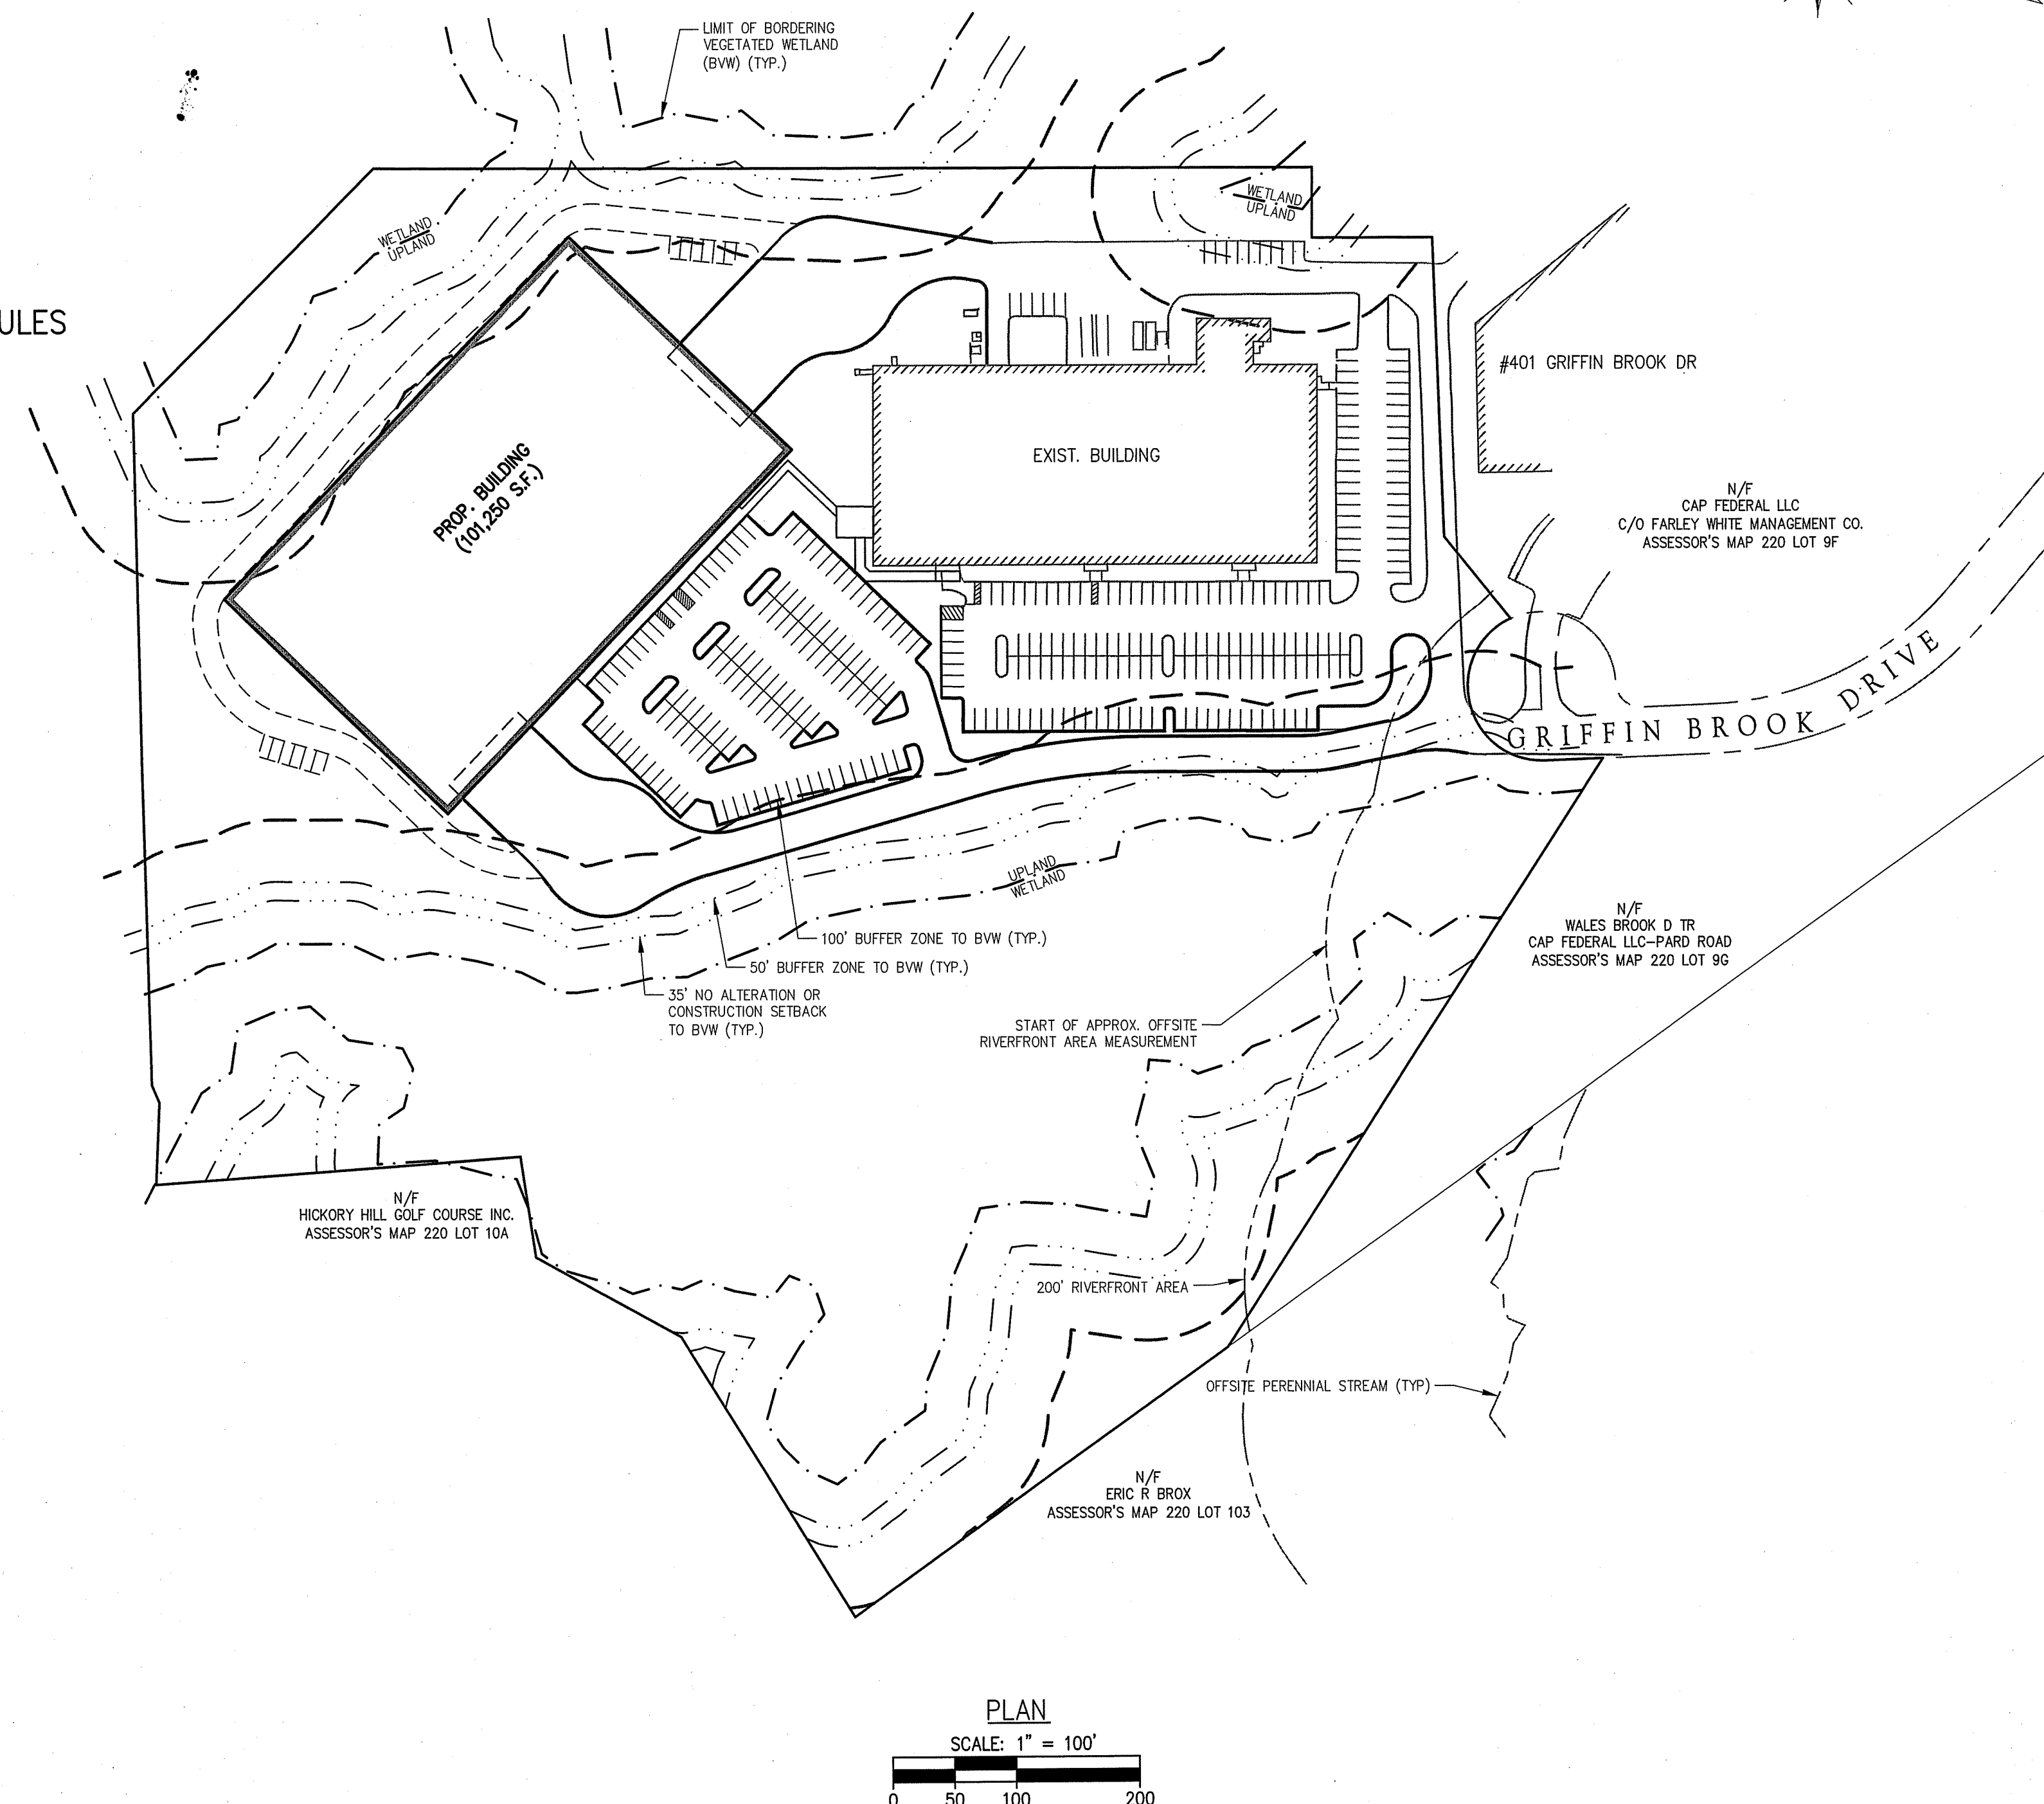 LIMIT OF BORDERING
VEGETATED WETLAND
(BVW) (TYP.)
WETLAND
UPLAND
WETLAND
UPLAND
ULES
#401 GRIFFIN BROOK DR
EXIST. BUILDING
PROP. BUILDING
(101,250 S.F.)
N/F
CAP FEDERAL LLC
C/O FARLEY WHITE MANAGEMENT CO.
ASSESSOR'S MAP 220 LOT 9F
GRIFFIN BROOK DRIVE
UPLAND
WETLAND
100' BUFFER ZONE TO BVW (TYP.)
50' BUFFER ZONE TO BVW (TYP.)
35' NO ALTERATION OR
CONSTRUCTION SETBACK
TO BVW (TYP.)
N/F
WALES BROOK D TR
CAP FEDERAL LLC-PARD ROAD
ASSESSOR'S MAP 220 LOT 9G
START OF APPROX. OFFSITE
RIVERFRONT AREA MEASUREMENT
N/F
HICKORY HILL GOLF COURSE INC.
ASSESSOR'S MAP 220 LOT 10A
200' RIVERFRONT AREA
OFFSITE PERENNIAL STREAM (TYP)
N/F
ERIC R BROX
ASSESSOR'S MAP 220 LOT 103
PLAN
SCALE: 1" = 100'
0 50 100 200